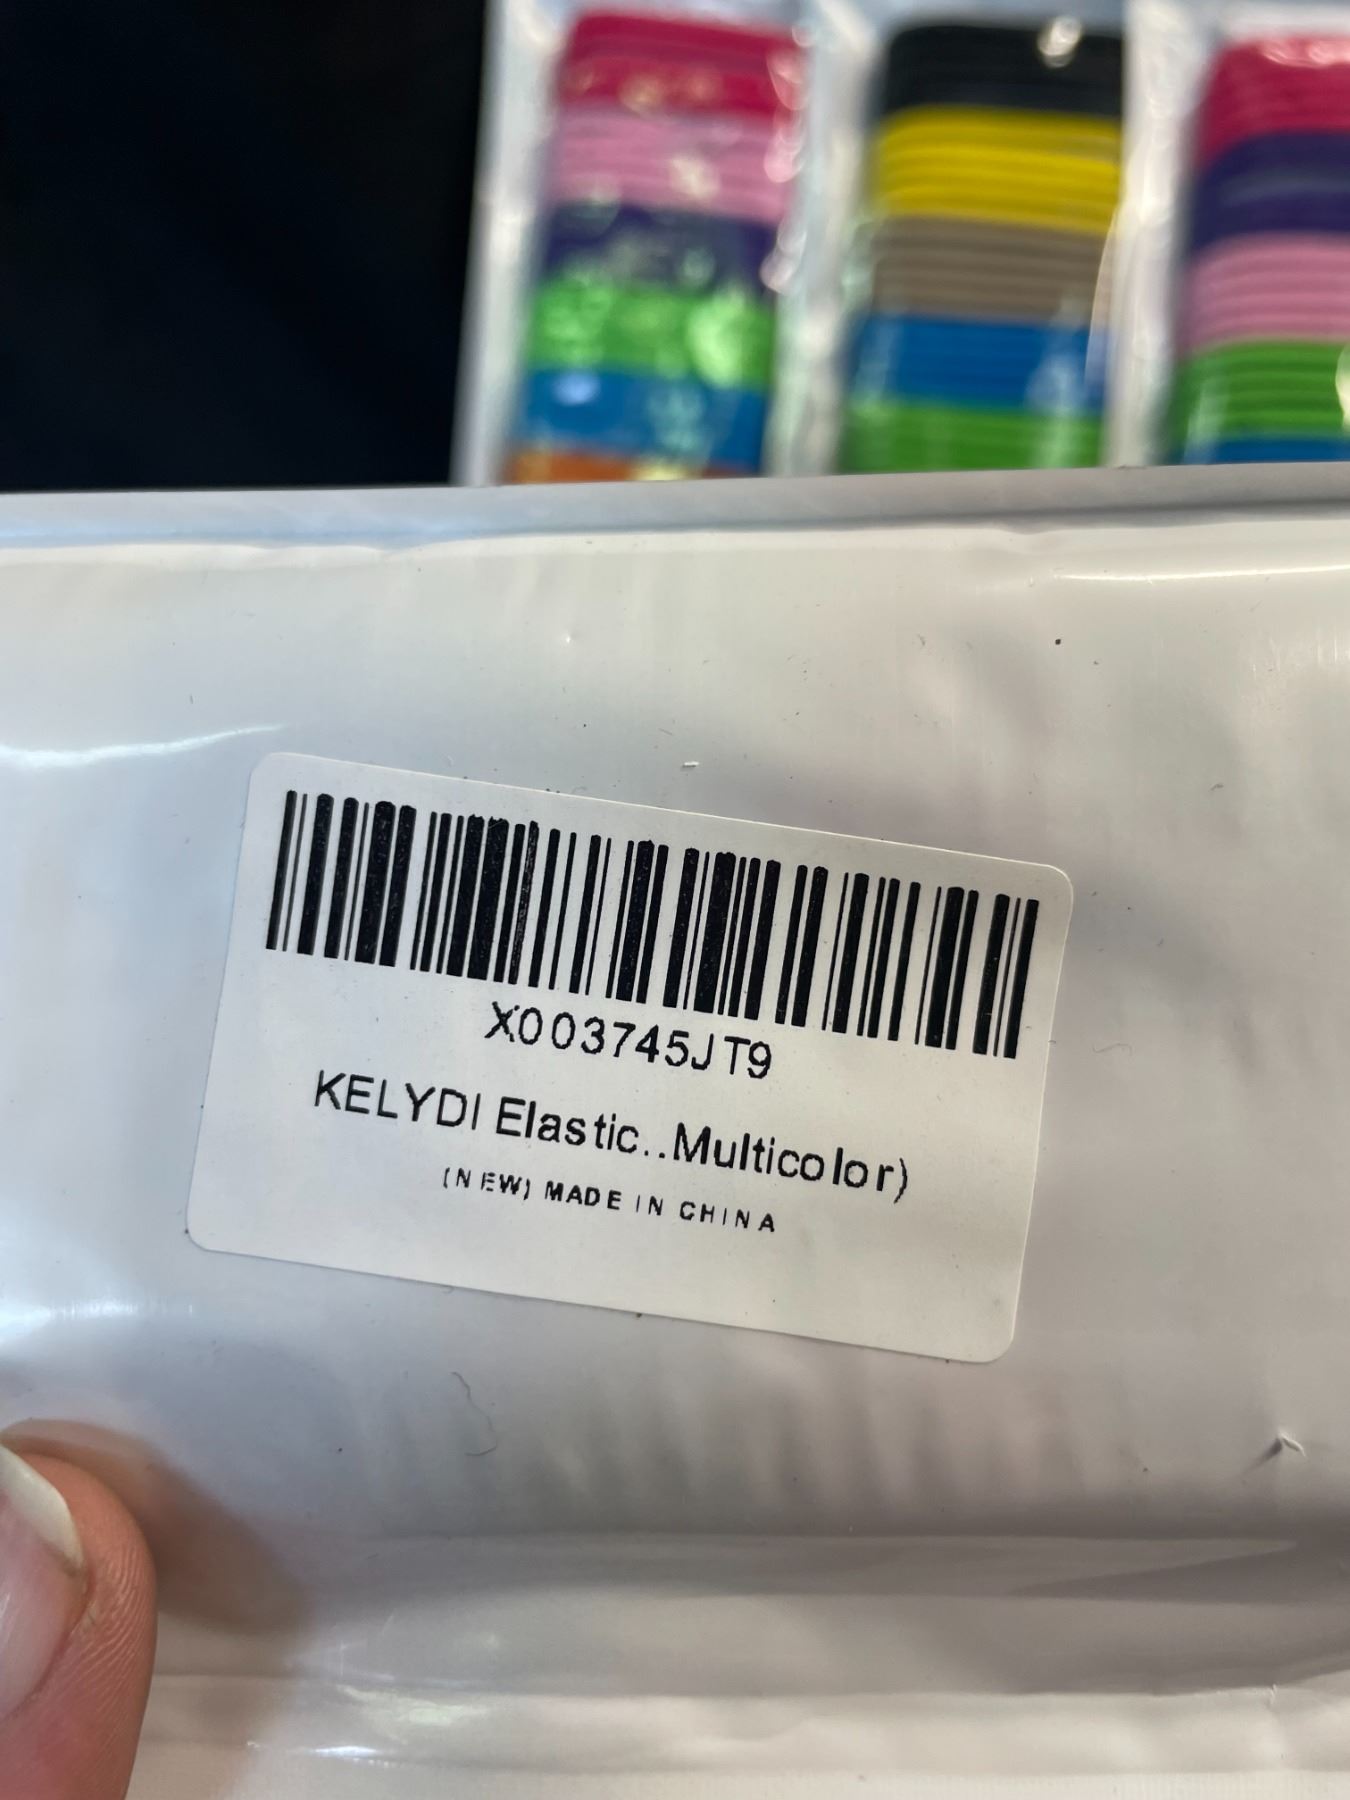 X003745JT9
KELYDI Elastic..Multicolor)
(NEW) MADE IN CHINA